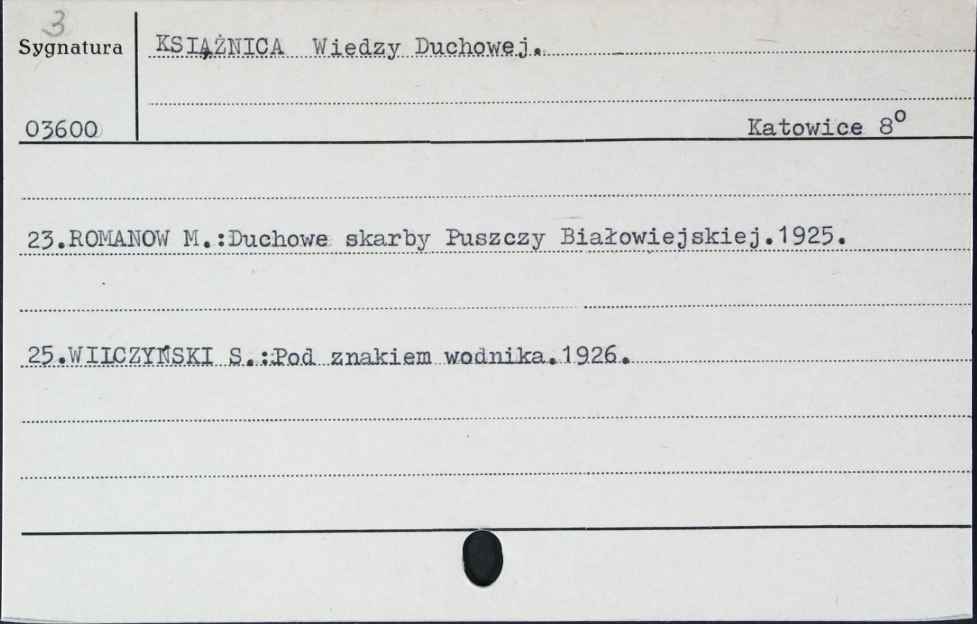 3
Sygnatura
KSIĄŻNICA Wiedzy Duchowej.
03600
Katowice 8°
23.ROMANOW M.:Duchowe skarby Puszczy Białowiejskiej.1925.
25.WIICZYŃSKI S.:Pod znakiem wodnika.1926.